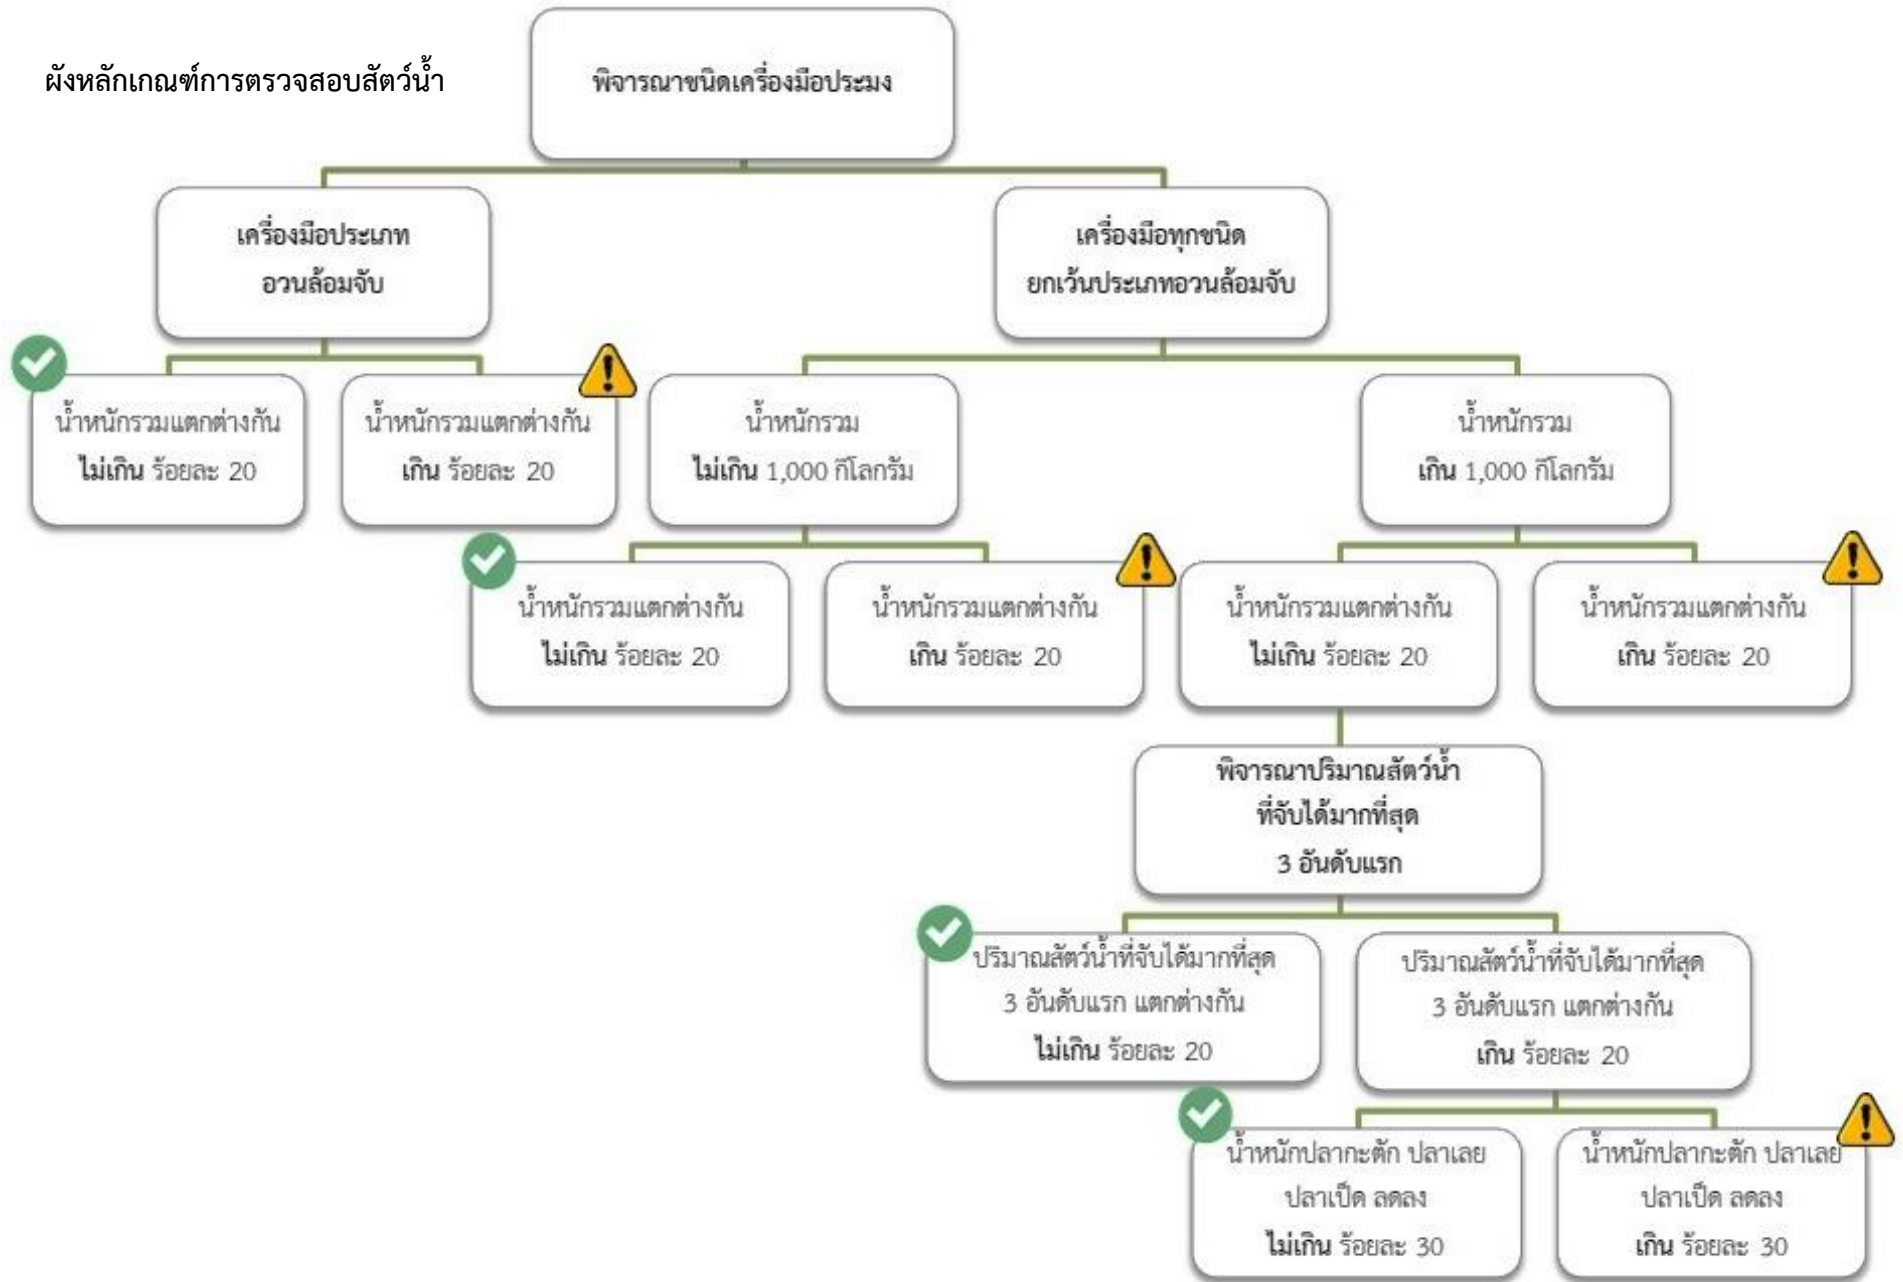 ผังหลักเกณฑ์การตรวจสอบสัตว์น้ำ
พิจารณาชนิดเครื่องมือประมง
เครื่องมือประเภท
อวนล้อมจับ
เครื่องมือทุกชนิด
ยกเว้นประเภทอวนล้อมจับ
น้ำหนักรวมแตกต่างกัน
ไม่เกิน ร้อยละ 20
น้ำหนักรวมแตกต่างกัน
เกิน ร้อยละ 20
น้ำหนักรวม
ไม่เกิน 1,000 กิโลกรัม
น้ำหนักรวม
เกิน 1,000 กิโลกรัม
น้ำหนักรวมแตกต่างกัน
ไม่เกิน ร้อยละ 20
น้ำหนักรวมแตกต่างกัน
เกิน ร้อยละ 20
น้ำหนักรวมแตกต่างกัน
ไม่เกิน ร้อยละ 20
น้ำหนักรวมแตกต่างกัน
เกิน ร้อยละ 20
พิจารณาปริมาณสัตว์น้ำ
ที่จับได้มากที่สุด
3 อันดับแรก
ปริมาณสัตว์น้ำที่จับได้มากที่สุด
3 อันดับแรก แตกต่างกัน
ไม่เกิน ร้อยละ 20
ปริมาณสัตว์น้ำที่จับได้มากที่สุด
3 อันดับแรก แตกต่างกัน
เกิน ร้อยละ 20
น้ำหนักปลากะตัก ปลาเลย
ปลาเป็ด ลดลง
ไม่เกิน ร้อยละ 30
น้ำหนักปลากะตัก ปลาเลย
ปลาเป็ด ลดลง
เกิน ร้อยละ 30